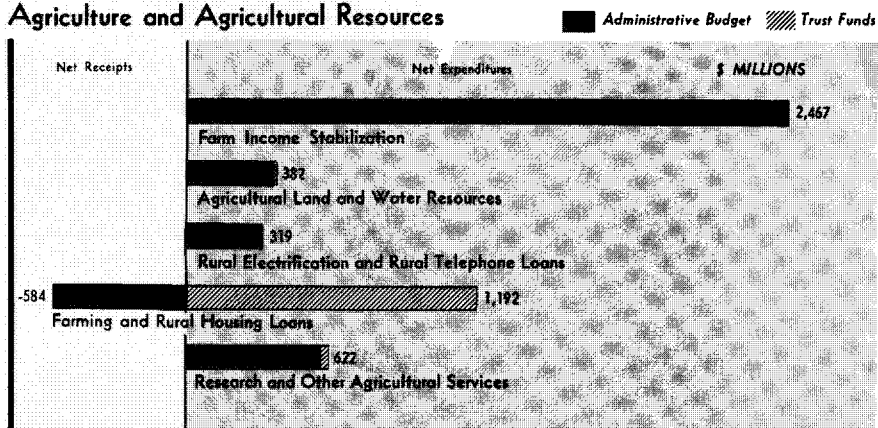 Agriculture and Agricultural Resources
Administrative Budget Trust Funds
Net Receipts Net Expenditures $ MILLIONS
2,467
Farm Income Stabilization
382
Agricultural Land and Water Resources
319
Rural Electrification and Rural Telephone Loans
-584 1,192
Farming and Rural Housing Loans
622
Research and Other Agricultural Services